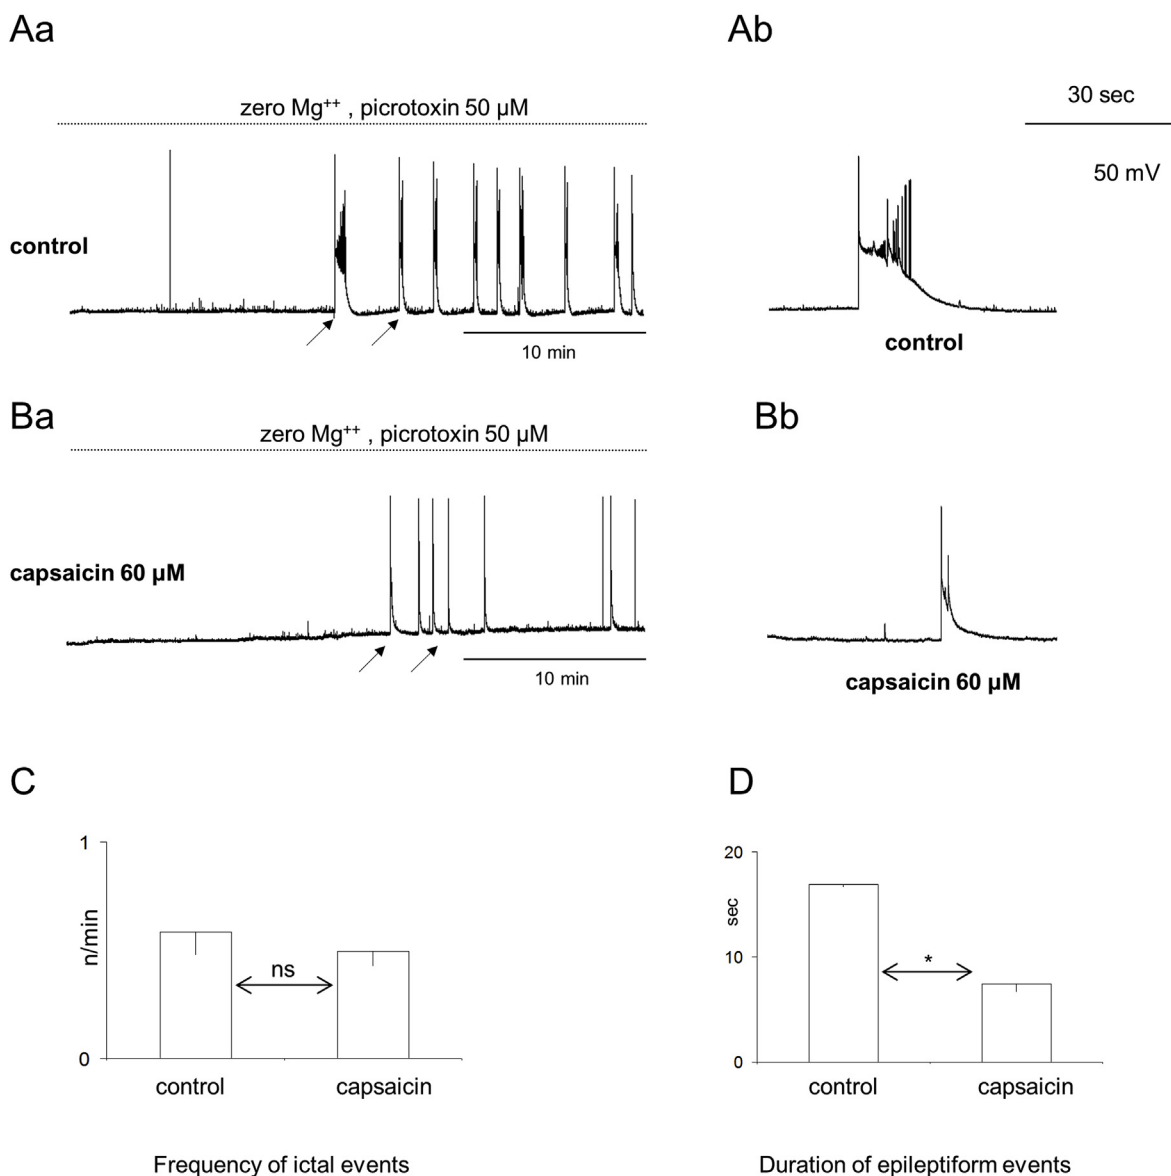 Aa
Ab
zero Mg++ , picrotoxin 50 µM
30 sec
50 mV
control
10 min
control
Ba
Bb
zero Mg++ , picrotoxin 50 µM
capsaicin 60 µM
10 min
capsaicin 60 µM
C
D
1
n/min
ns
0
control
capsaicin
Frequency of ictal events
20
sec
10
*
0
control
capsaicin
Duration of epileptiform events